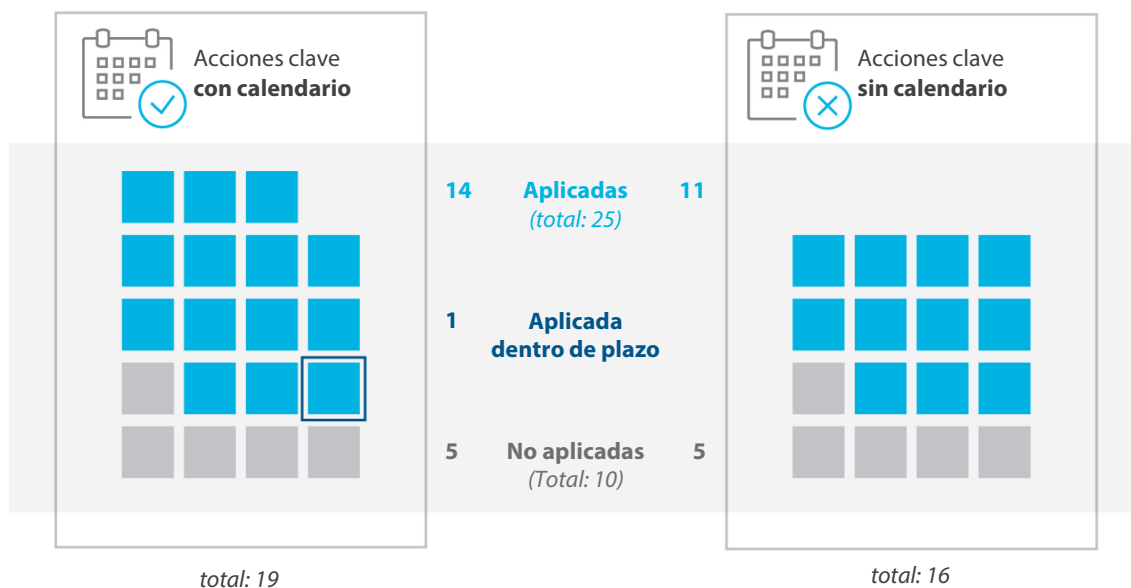 Acciones clave
con calendario
Acciones clave
sin calendario
14 Aplicadas 11
(total: 25)
1 Aplicada
dentro de plazo
5 No aplicadas 5
(Total: 10)
total: 19
total: 16